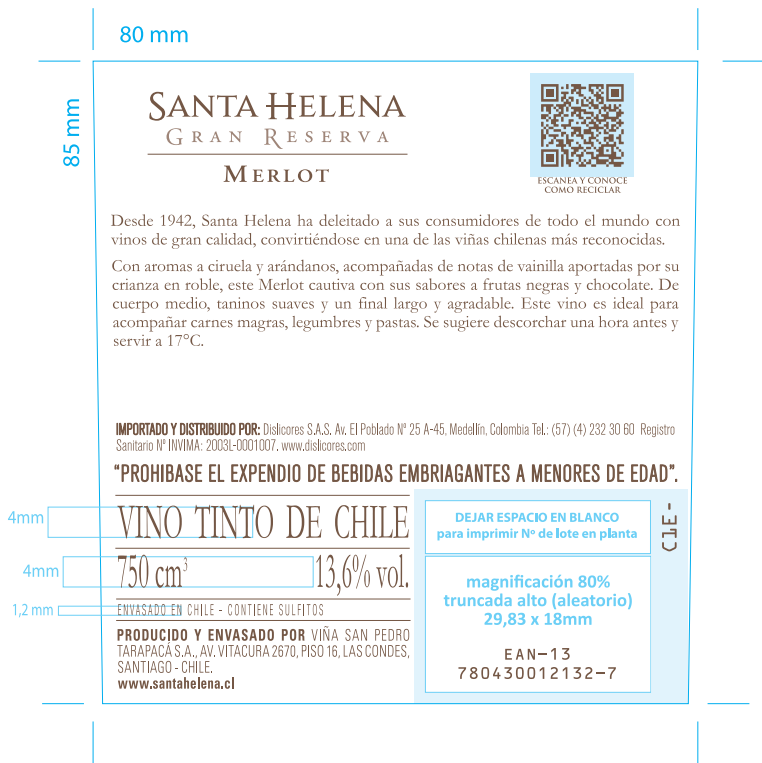 80 mm
85 mm
SANTA HELENA
GRAN RESERVA
MERLOT
ESCANEA Y CONOCE
COMO RECICLAR
Desde 1942, Santa Helena ha deleitado a sus consumidores de todo el mundo con
vinos de gran calidad, convirtiéndose en una de las viñas chilenas más reconocidas.
Con aromas a ciruela y arándanos, acompañadas de notas de vainilla aportadas por su
crianza en roble, este Merlot cautiva con sus sabores a frutas negras y chocolate. De
cuerpo medio, taninos suaves y un final largo y agradable. Este vino es ideal para
acompañar carnes magras, legumbres y pastas. Se sugiere descorchar una hora antes y
servir a 17°C.
IMPORTADO Y DISTRIBUIDO POR: Dislicores S.A.S. Av. El Poblado Nº 25 A-45, Medellín, Colombia Tel.: (57) (4) 232 30 60 Registro
Sanitario Nº INVIMA: 2003L-0001007. www.dislicores.com
“PROHIBASE EL EXPENDIO DE BEBIDAS EMBRIAGANTES A MENORES DE EDAD”.
4mm
VINO TINTO DE CHILE
4mm
750 cm³ 13,6% vol.
1,2 mm
ENVASADO EN CHILE - CONTIENE SULFITOS
PRODUCIDO Y ENVASADO POR VIÑA SAN PEDRO
TARAPACÁ S.A., AV. VITACURA 2670, PISO 16, LAS CONDES,
SANTIAGO - CHILE.
www.santahelena.cl
DEJAR ESPACIO EN BLANCO
para imprimir Nº de lote en planta
C1E-
magnificación 80%
truncada alto (aleatorio)
29,83 x 18mm
EAN-13
780430012132-7